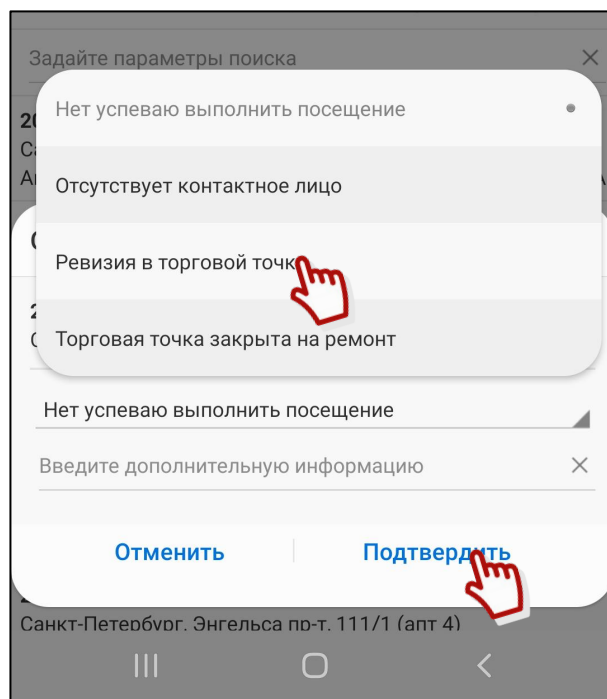 Задайте параметры поиска
Нет успеваю выполнить посещение
Отсутствует контактное лицо
Ревизия в торговой точк
Торговая точка закрыта на ремонт
Нет успеваю выполнить посещение
Введите дополнительную информацию
Отменить
Подтвердить
Санкт-Петербург, Энгельса пр-т, 111/1 (апт 4)